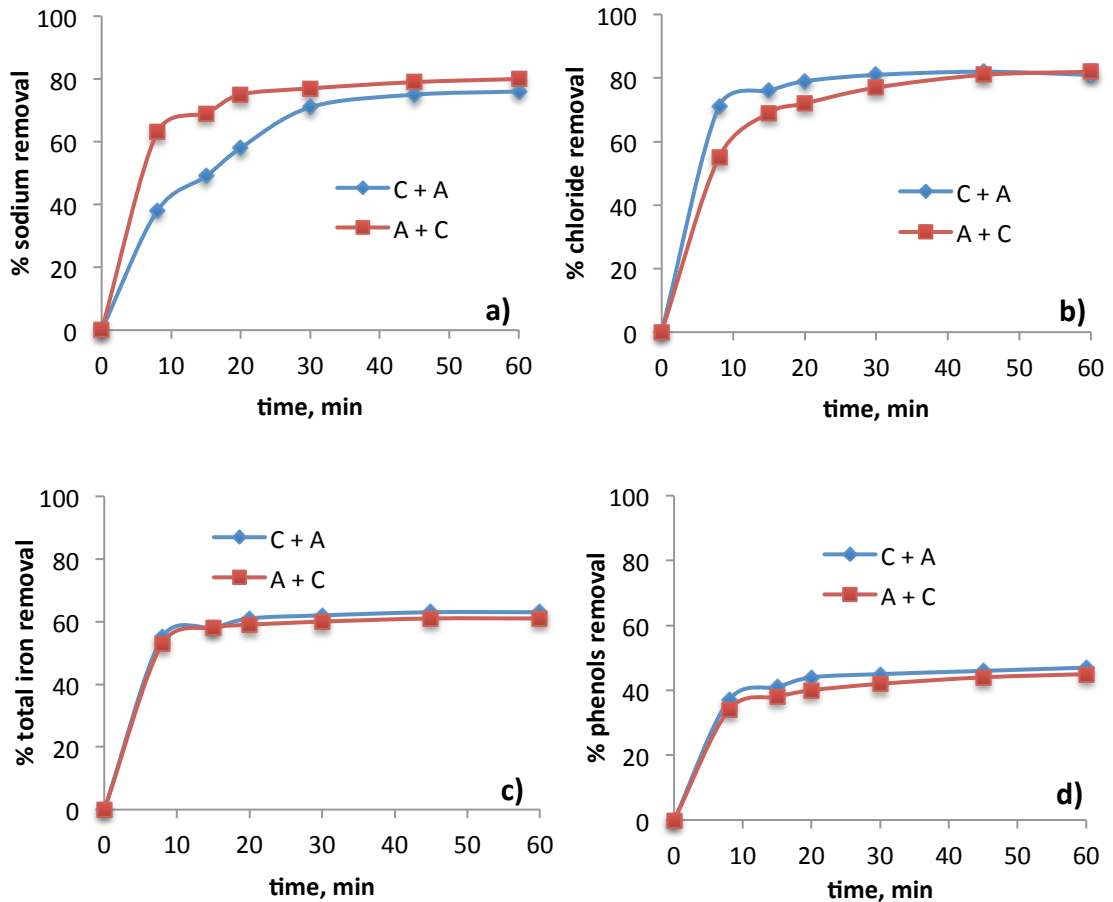 % sodium removal
100
80
60
40
20
0
0 10 20 30 40 50 60
time, min
C + A
A + C
a)
% chloride removal
100
80
60
40
20
0
0 10 20 30 40 50 60
time, min
C + A
A + C
b)
% total iron removal
100
80
60
40
20
0
0 10 20 30 40 50 60
time, min
C + A
A + C
c)
% phenols removal
100
80
60
40
20
0
0 10 20 30 40 50 60
time, min
C + A
A + C
d)